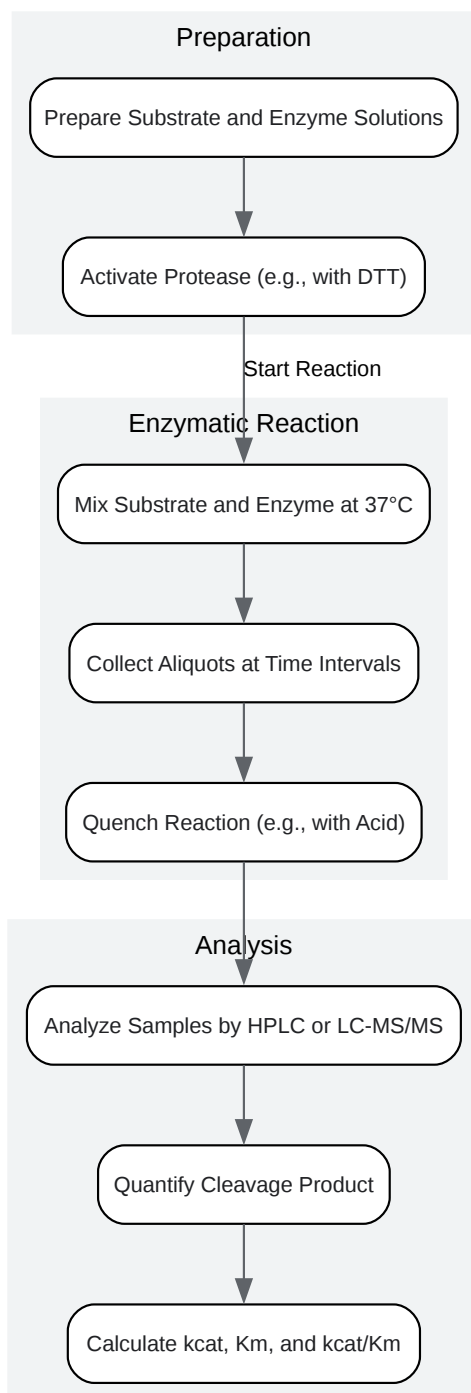 Preparation
Prepare Substrate and Enzyme Solutions
Activate Protease (e.g., with DTT)
Start Reaction
Enzymatic Reaction
Mix Substrate and Enzyme at 37°C
Collect Aliquots at Time Intervals
Quench Reaction (e.g., with Acid)
Analysis
Analyze Samples by HPLC or LC-MS/MS
Quantify Cleavage Product
Calculate kcat, Km, and kcat/Km